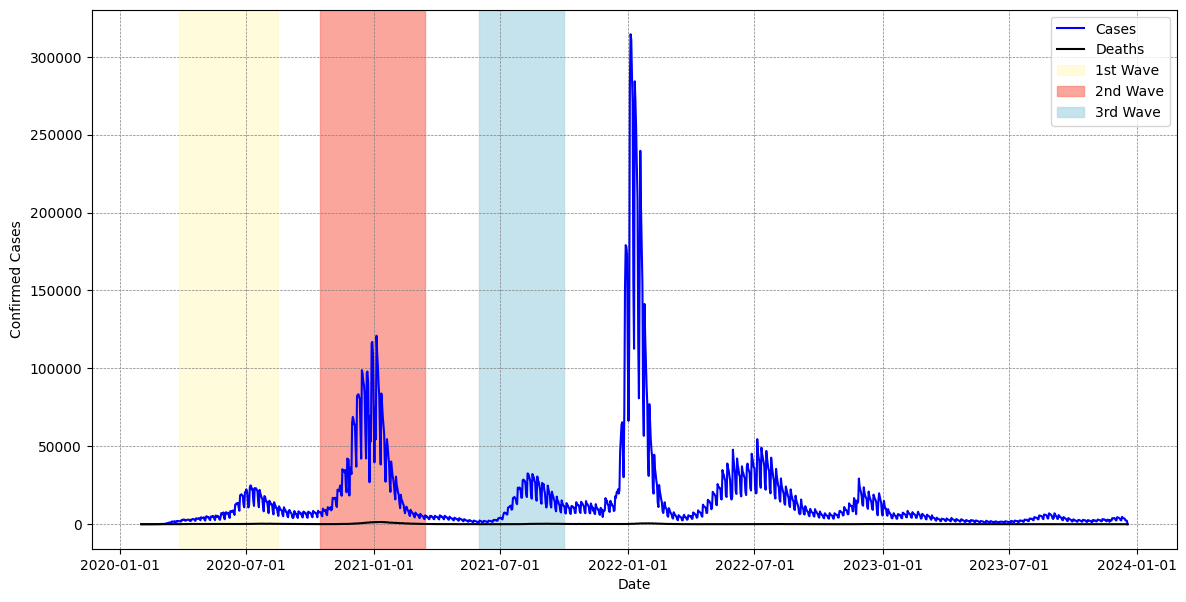 300000
250000
200000
150000
100000
50000
0
Confirmed Cases
2020-01-01
2020-07-01
2021-01-01
2021-07-01
2022-01-01
2022-07-01
2023-01-01
2023-07-01
2024-01-01
Date
Cases
Deaths
1st Wave
2nd Wave
3rd Wave